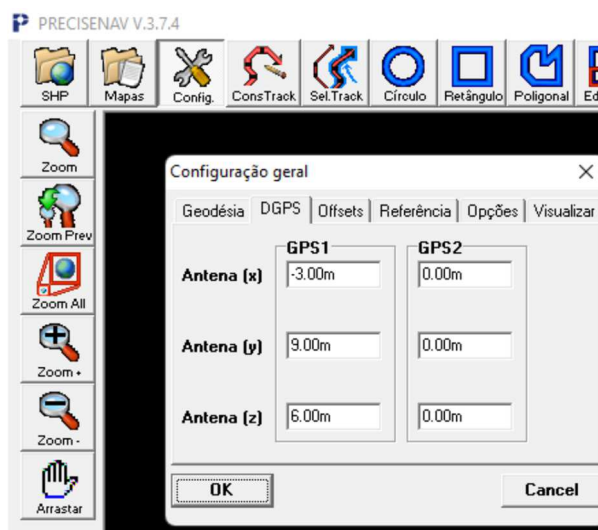 P PRECISENAV V.3.7.4
SHP Mapas Config. ConsTrack Sel.Track Círculo Retângulo Poligonal
Zoom
Zoom Prev
Zoom All
Zoom +
Zoom -
Arrastar
Configuração geral
Geodésia DGPS Offsets Referência Opções Visualizar
GPS1 GPS2
Antena (x) -3.00m 0.00m
Antena (y) 9.00m 0.00m
Antena (z) 6.00m 0.00m
OK Cancel